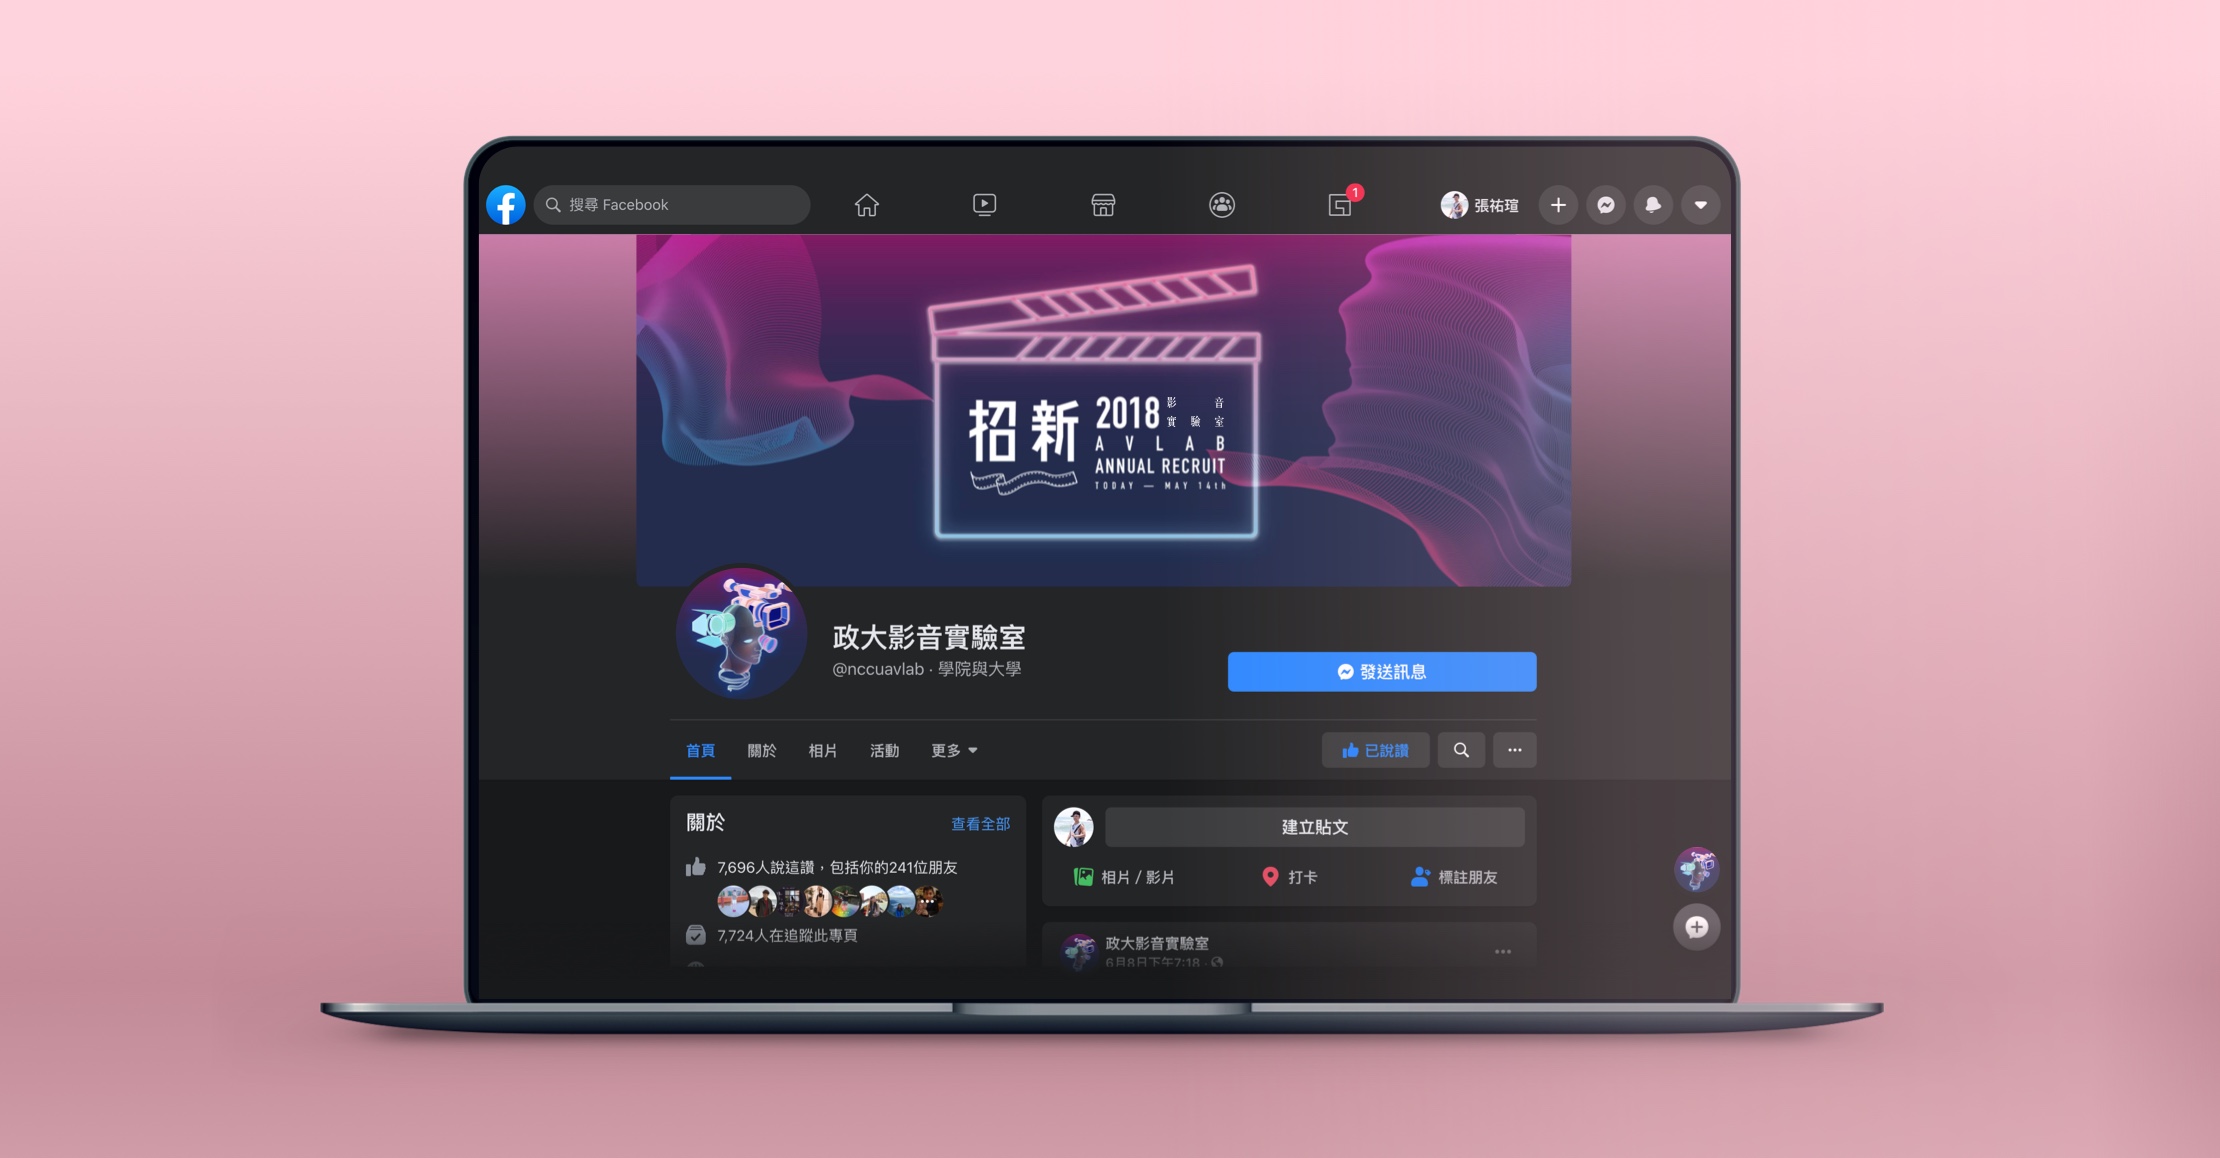 搜尋 Facebook
1
張祐瑄
招新
2018 影音實驗室
AVLAB
ANNUAL RECRUIT
TODAY — MAY 14th
政大影音實驗室
@nccuavlab · 學院與大學
發送訊息
首頁 關於 相片 活動 更多
已說讚
關於
查看全部
7,696人說這讚，包括你的241位朋友
7,724人在追蹤此專頁
建立貼文
相片 / 影片 打卡 標註朋友
政大影音實驗室
6月8日下午7:18 ·